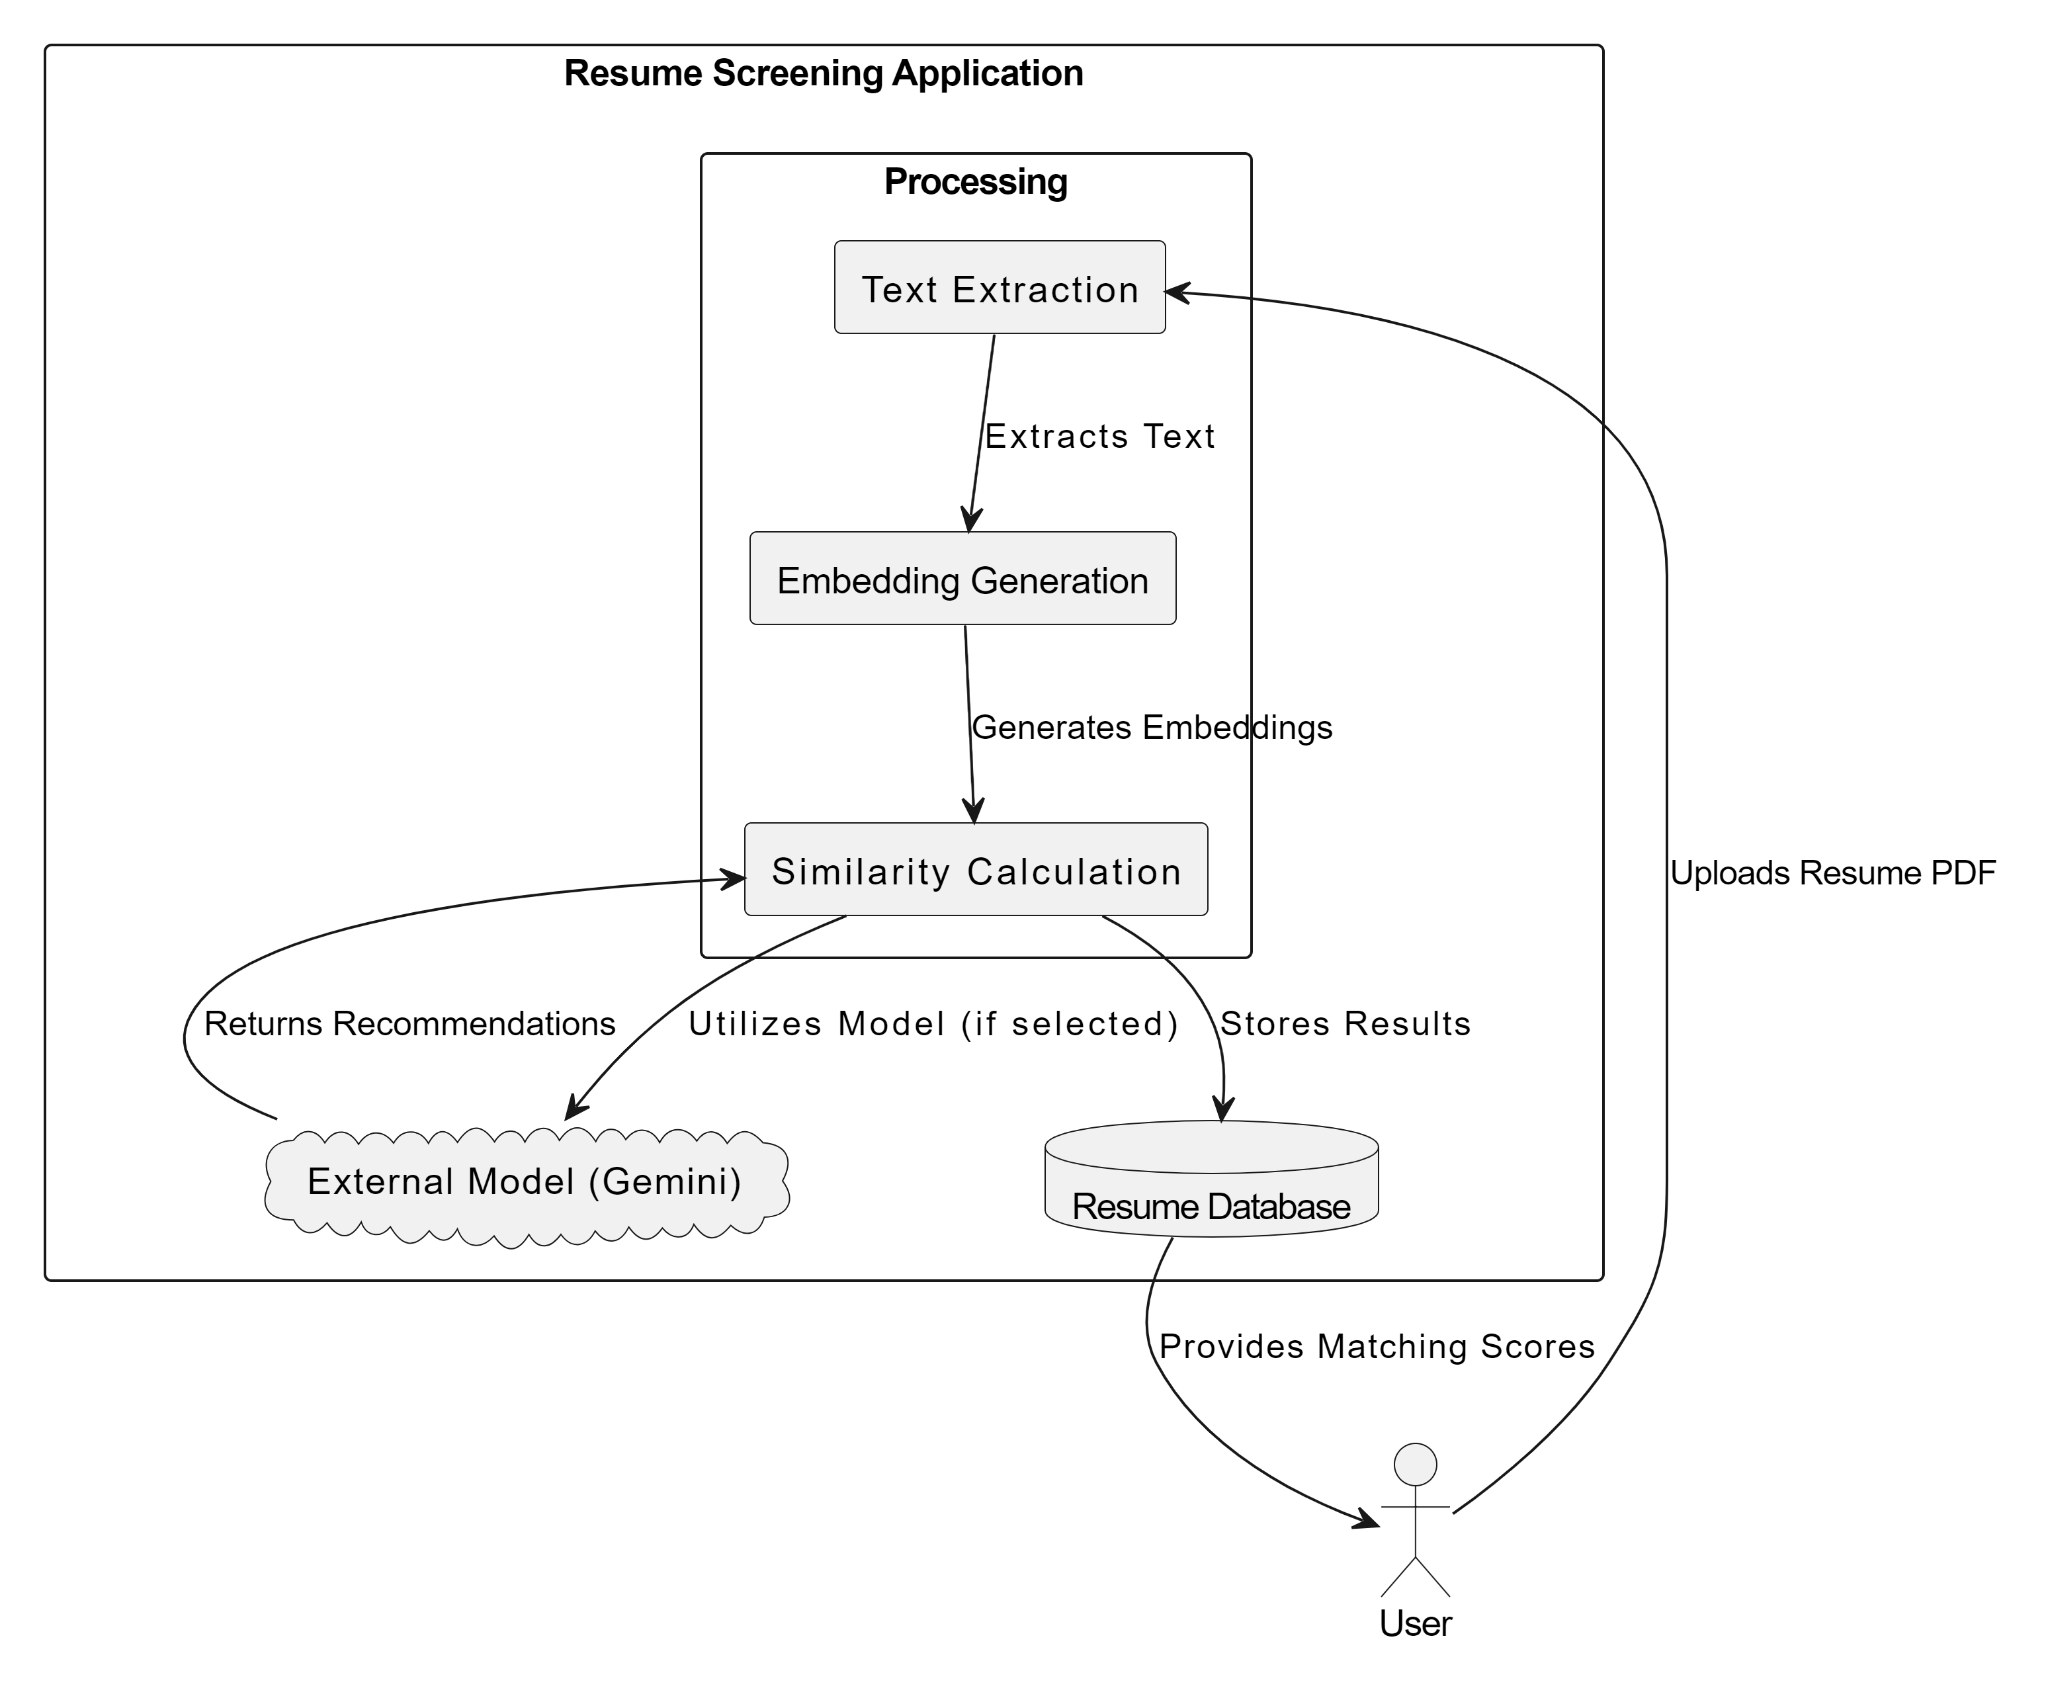 Resume Screening Application
Processing
Text Extraction
Extracts Text
Embedding Generation
Generates Embeddings
Similarity Calculation
Uploads Resume PDF
Returns Recommendations
Utilizes Model (if selected)
Stores Results
External Model (Gemini)
Resume Database
Provides Matching Scores
User